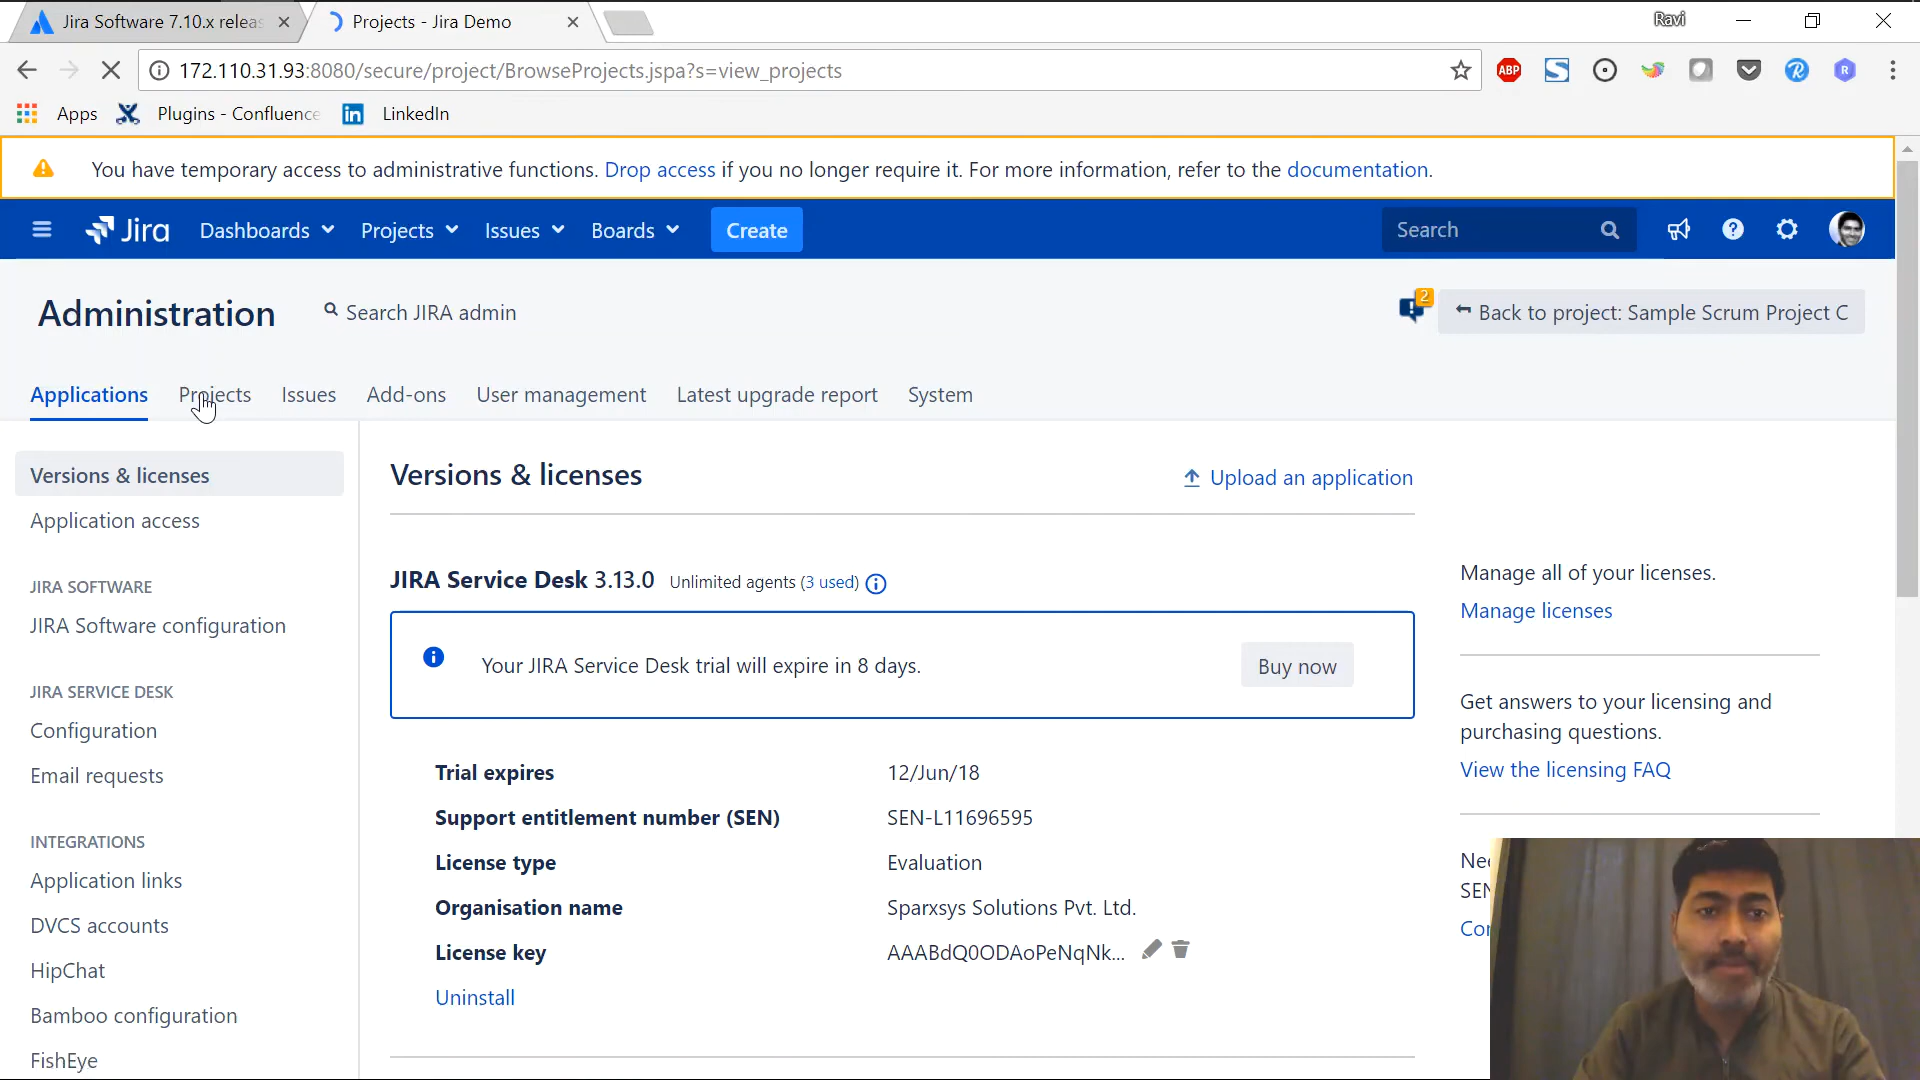 Jira Software 7.10.x releas
Projects - Jira Demo
Ravi
172.110.31.93:8080/secure/project/BrowseProjects.jspa?s=view_projects
ABP
S
R
R
Apps
Plugins - Confluence
in
LinkedIn
You have temporary access to administrative functions. Drop access if you no longer require it. For more information, refer to the documentation.
Jira
Dashboards
Projects
Issues
Boards
Create
Search
Administration
Search JIRA admin
2
Back to project: Sample Scrum Project C
Applications
Projects
Issues
Add-ons
User management
Latest upgrade report
System
Versions & licenses
Application access
JIRA SOFTWARE
JIRA Software configuration
JIRA SERVICE DESK
Configuration
Email requests
INTEGRATIONS
Application links
DVCS accounts
HipChat
Bamboo configuration
FishEye
Versions & licenses
Upload an application
JIRA Service Desk 3.13.0 Unlimited agents (3 used)
Your JIRA Service Desk trial will expire in 8 days.
Buy now
Trial expires 12/Jun/18
Support entitlement number (SEN) SEN-L11696595
License type Evaluation
Organisation name Sparxsys Solutions Pvt. Ltd.
License key AAABdQ0ODAoPeNqNk...
Uninstall
Manage all of your licenses.
Manage licenses
Get answers to your licensing and
purchasing questions.
View the licensing FAQ
SEN